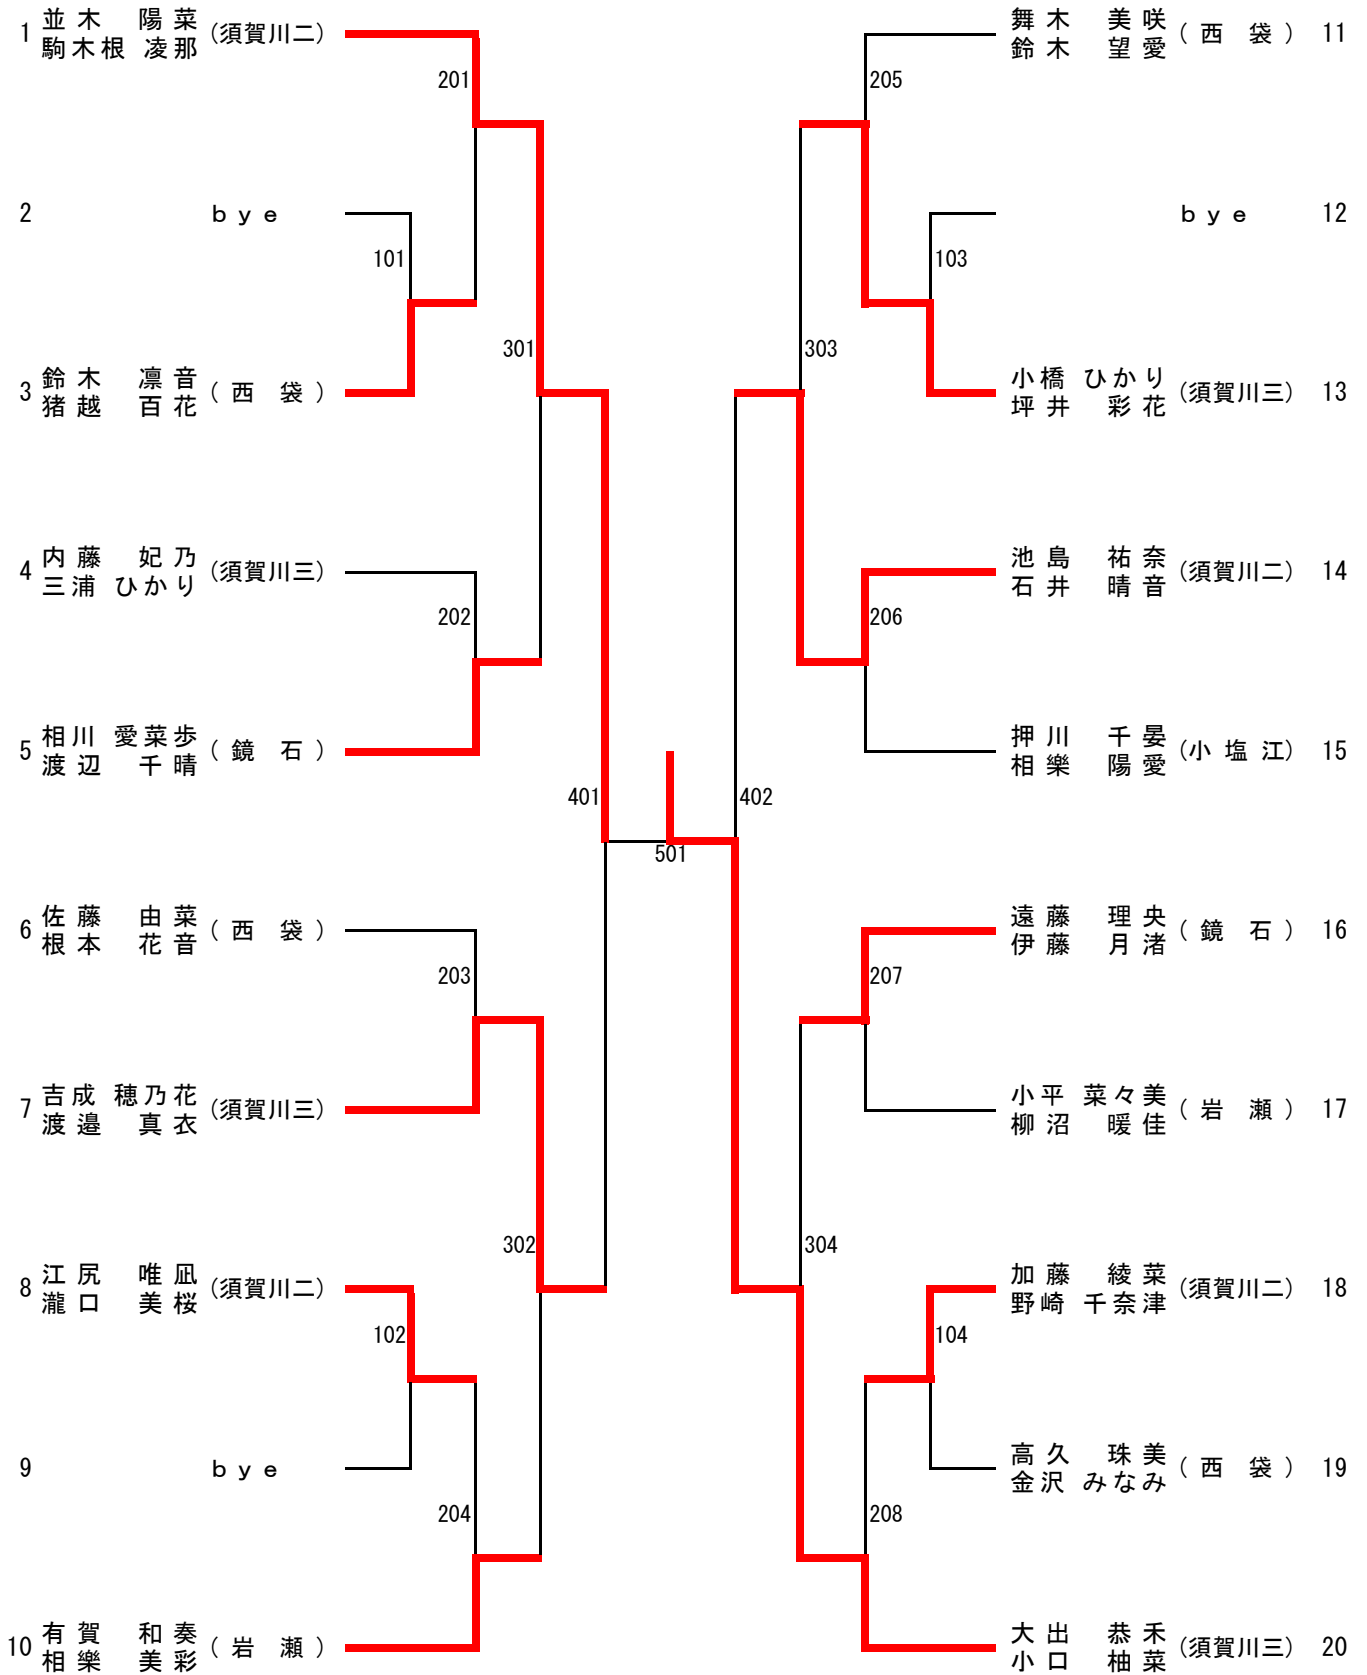 1 並木 陽菜 (須賀川二)
駒木根 凌那
2 bye
3 鈴木 凛音 (西 袋)
猪越 百花
4 内藤 妃乃 (須賀川三)
三浦 ひかり
5 相川 愛菜歩 (鏡 石)
渡辺 千晴
6 佐藤 由菜 (西 袋)
根本 花音
7 吉成 穂乃花 (須賀川三)
渡邉 真衣
8 江尻 唯凪 (須賀川二)
瀧口 美桜
9 bye
10 有賀 和奏 (岩 瀬)
相樂 美彩
201
101
301
202
401
203
302
102
204
501
205
103
303
206
402
207
304
104
208
舞木 美咲 (西 袋) 11
鈴木 望愛
bye 12
小橋 ひかり (須賀川三) 13
坪井 彩花
池島 祐奈 (須賀川二) 14
石井 晴音
押川 千晏 (小塩江) 15
相樂 陽愛
遠藤 理央 (鏡 石) 16
伊藤 月渚
小平 菜々美 (岩 瀬) 17
柳沼 暖佳
加藤 綾菜 (須賀川二) 18
野崎 千奈津
高久 珠美 (西 袋) 19
金沢 みなみ
大出 恭禾 (須賀川三) 20
小口 柚菜